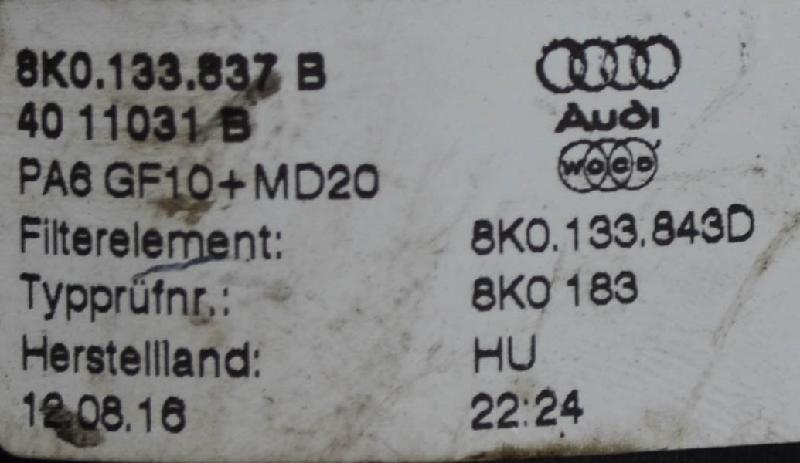 8K0.133.837 B
40 11031 B
PA6 GF10+MD20
Filterelement: 8K0.133.843D
Typprüfnr.: 8K0 183
Herstellland: HU
12.08.16 22:24
Audi
WOCO